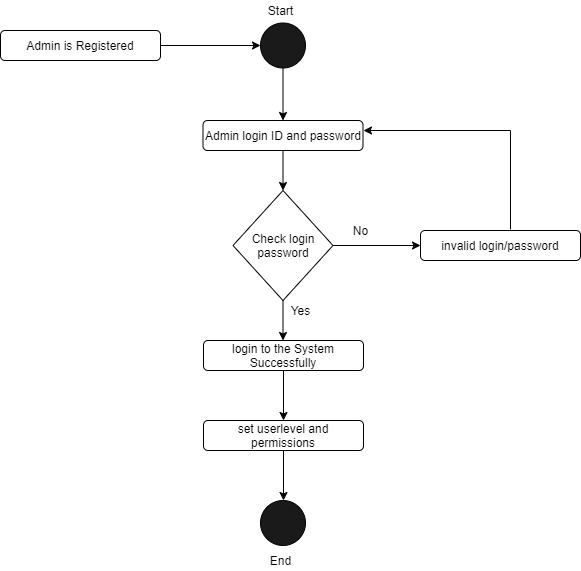 Start
Admin is Registered
Admin login ID and password
Check login
password
No
invalid login/password
Yes
login to the System
Successfully
set userlevel and
permissions
End